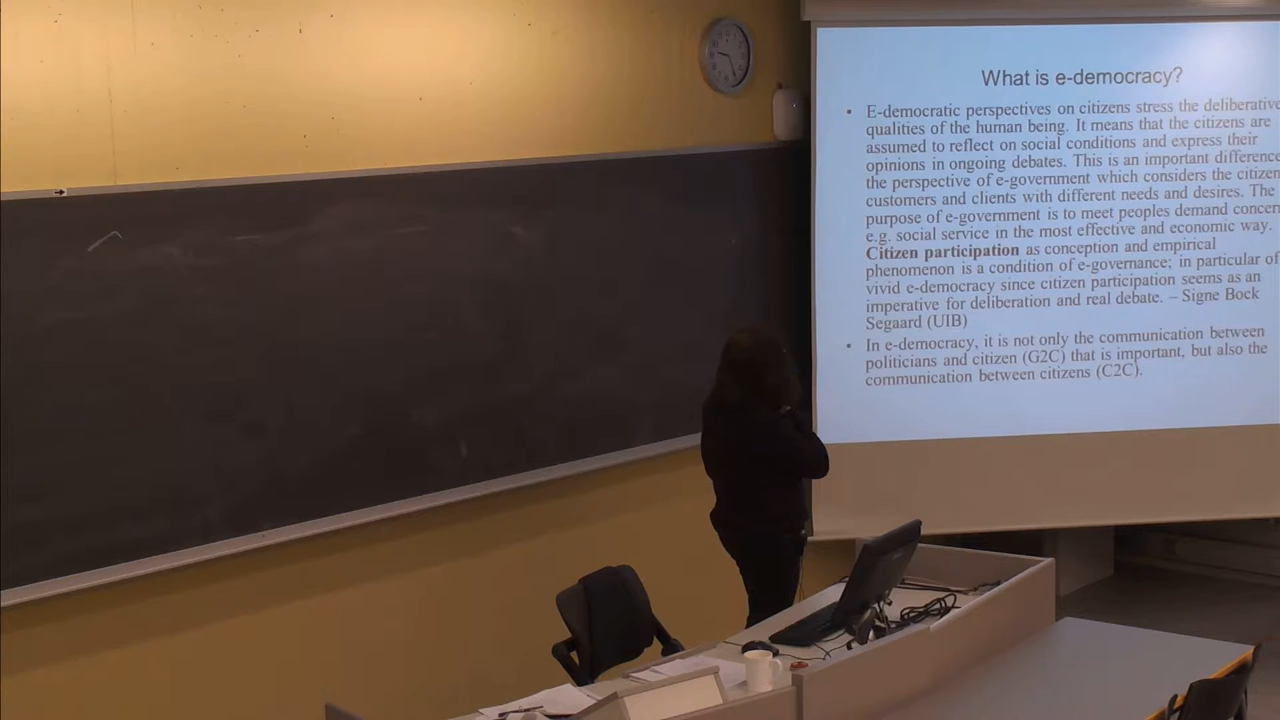 What is e-democracy?
• E-democratic perspectives on citizens stress the deliberative
qualities of the human being. It means that the citizens are
assumed to reflect on social conditions and express their
opinions in ongoing debates. This is an important difference
the perspective of e-government which considers the citizen
customers and clients with different needs and desires. The
purpose of e-government is to meet peoples demand concer
e.g. social service in the most effective and economic way.
Citizen participation as conception and empirical
phenomenon is a condition of e-governance; in particular of
vivid e-democracy since citizen participation seems as an
imperative for deliberation and real debate. – Signe Bock
Segaard (UIB)
• In e-democracy, it is not only the communication between
politicians and citizen (G2C) that is important, but also the
communication between citizens (C2C).